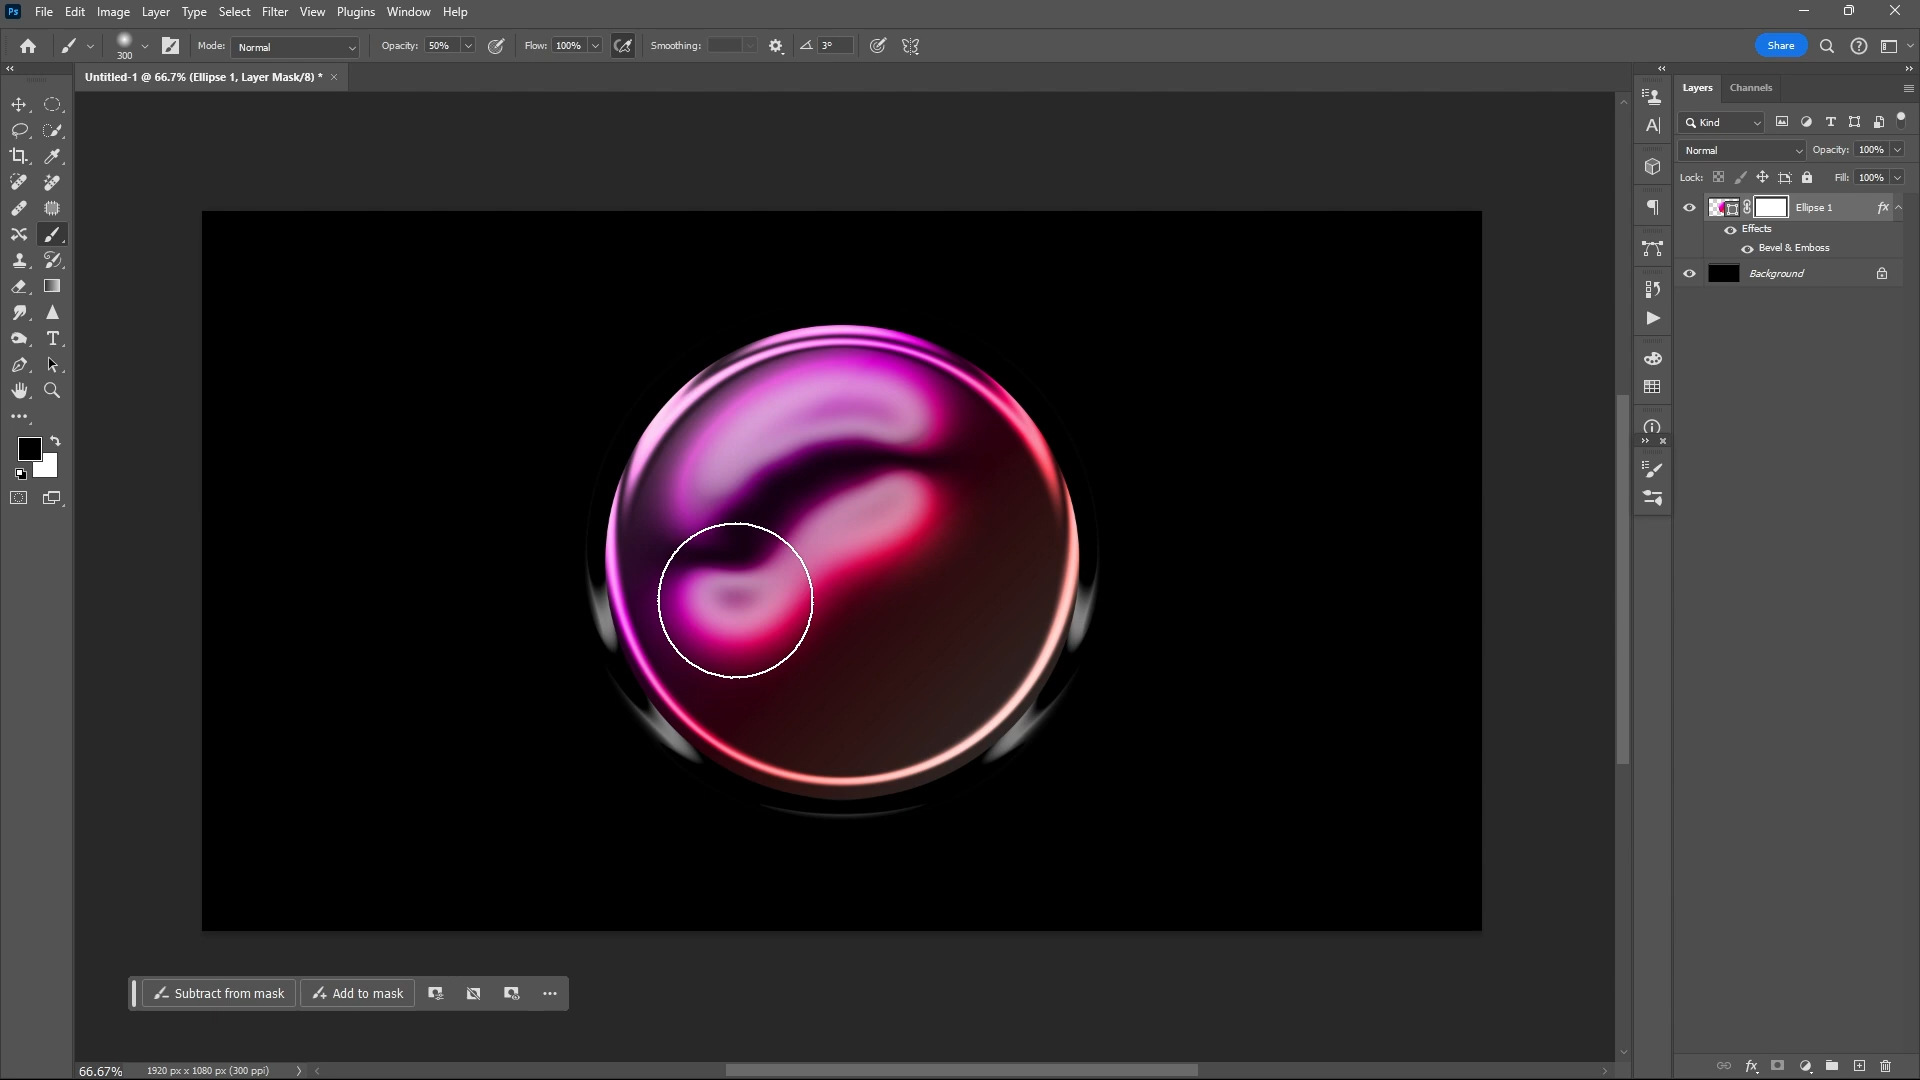 Ps File Edit Image Layer Type Select Filter View Plugins Window Help
300 Mode: Normal Opacity: 50% Flow: 100% Smoothing: 3° Share
Untitled-1 @ 66.7% (Ellipse 1, Layer Mask/8) *
Layers Channels
Kind
Normal Opacity: 100%
Lock: Fill: 100%
Ellipse 1 fx
Effects
Bevel & Emboss
Background
Subtract from mask Add to mask
66.67% 1920 px x 1080 px (300 ppi)
fx